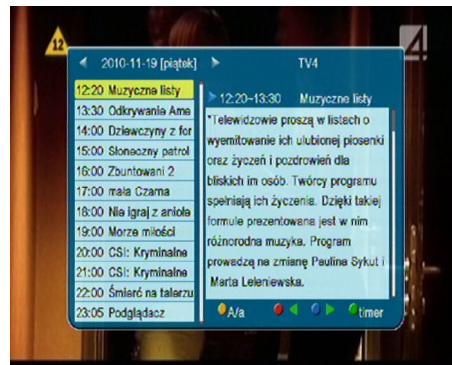 12
4
2010-11-19 [piątek]
TV4
12:20 Muzyczne listy
13:30 Odkrywanie Ame
14:00 Dziewczyny z for
15:00 Słoneczny patrol
16:00 Zbuntowani 2
17:00 mała Czarna
18:00 Nie igraj z aniołe
19:00 Morze miłości
20:00 CSI: Kryminalne
21:00 CSI: Kryminalne
22:00 Śmierć na talerzu
23:05 Podglądacz
12:20~13:30 Muzyczne listy
"Telewidzowie proszą w listach o
wyemitowanie ich ulubionej piosenki
oraz życzeń i pozdrowień dla
bliskich im osób. Twórcy programu
spełniają ich życzenia. Dzięki takiej
formule prezentowana jest w nim
różnorodna muzyka. Program
prowadzą na zmianę Paulina Sykut i
Marta Leleniewska.
A/a
timer